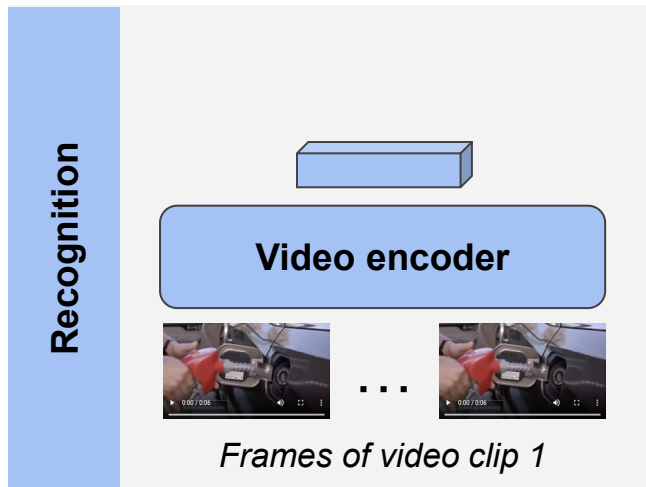 Recognition
Video encoder
0:00 / 0:06
...
0:00 / 0:06
Frames of video clip 1